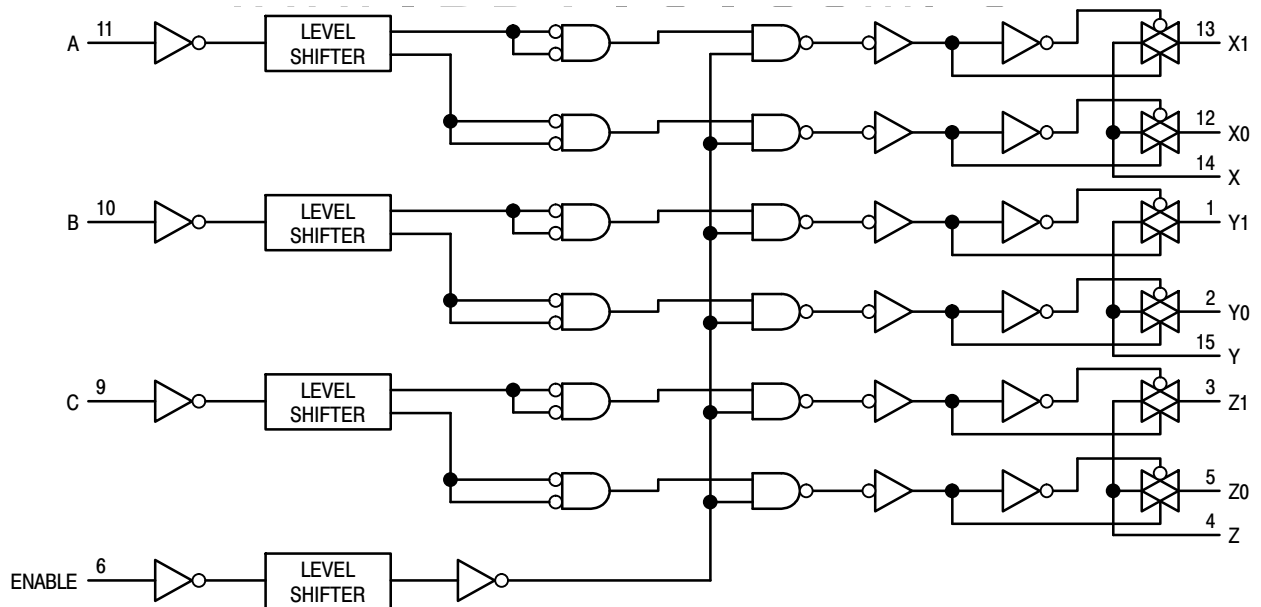 A 11 LEVEL SHIFTER 13 X1
12 X0
14 X
B 10 LEVEL SHIFTER 1 Y1
2 Y0
15 Y
C 9 LEVEL SHIFTER 3 Z1
5 Z0
4 Z
ENABLE 6 LEVEL SHIFTER